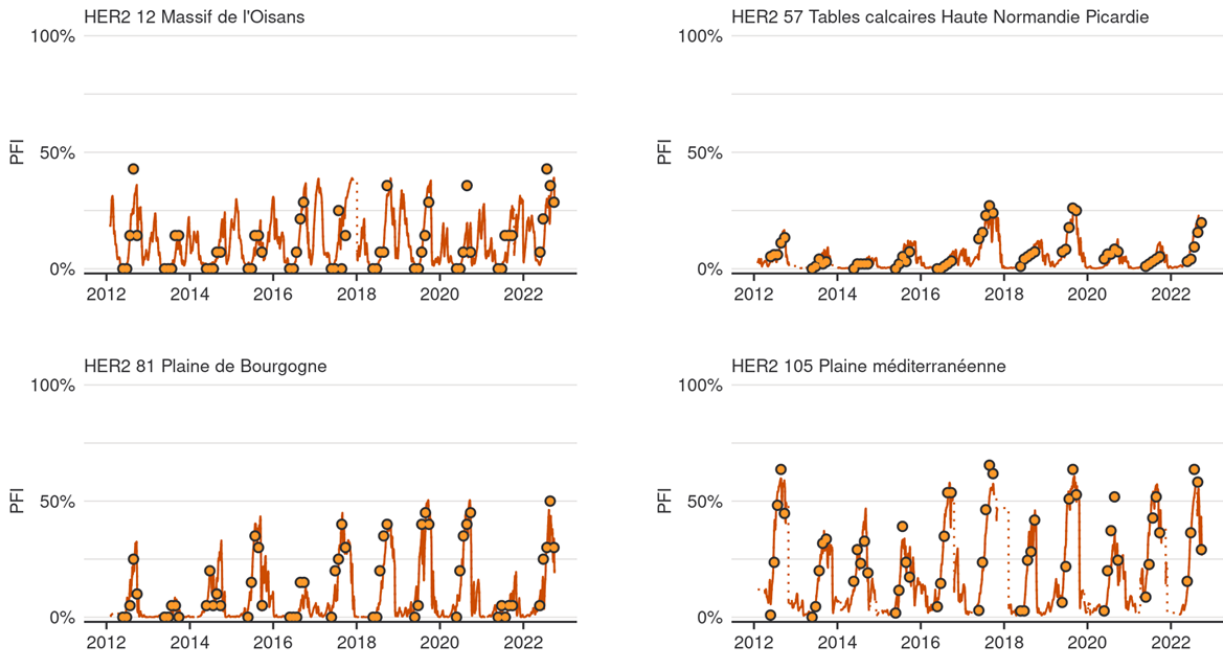 HER2 12 Massif de l'Oisans
100%
PFI
50%
0%
2012 2014 2016 2018 2020 2022
HER2 57 Tables calcaires Haute Normandie Picardie
100%
PFI
50%
0%
2012 2014 2016 2018 2020 2022
HER2 81 Plaine de Bourgogne
100%
PFI
50%
0%
2012 2014 2016 2018 2020 2022
HER2 105 Plaine méditerranéenne
100%
PFI
50%
0%
2012 2014 2016 2018 2020 2022